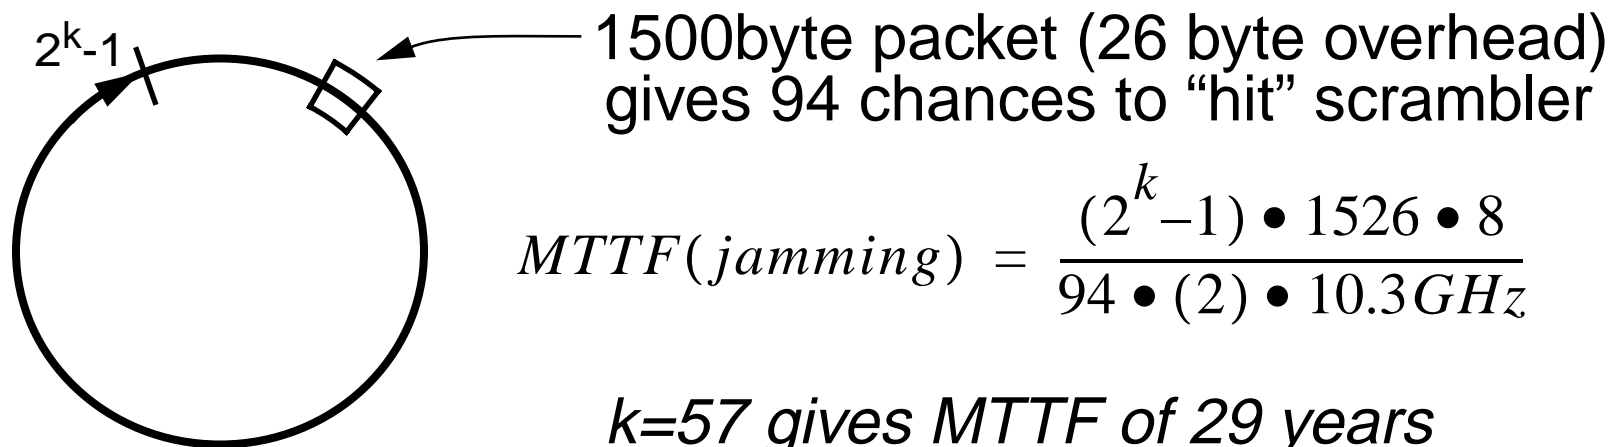 2^k-1
1500byte packet (26 byte overhead)
gives 94 chances to “hit” scrambler
MTTF(jamming) = \frac{(2^k–1) • 1526 • 8}{94 • (2) • 10.3GHz}
k=57 gives MTTF of 29 years